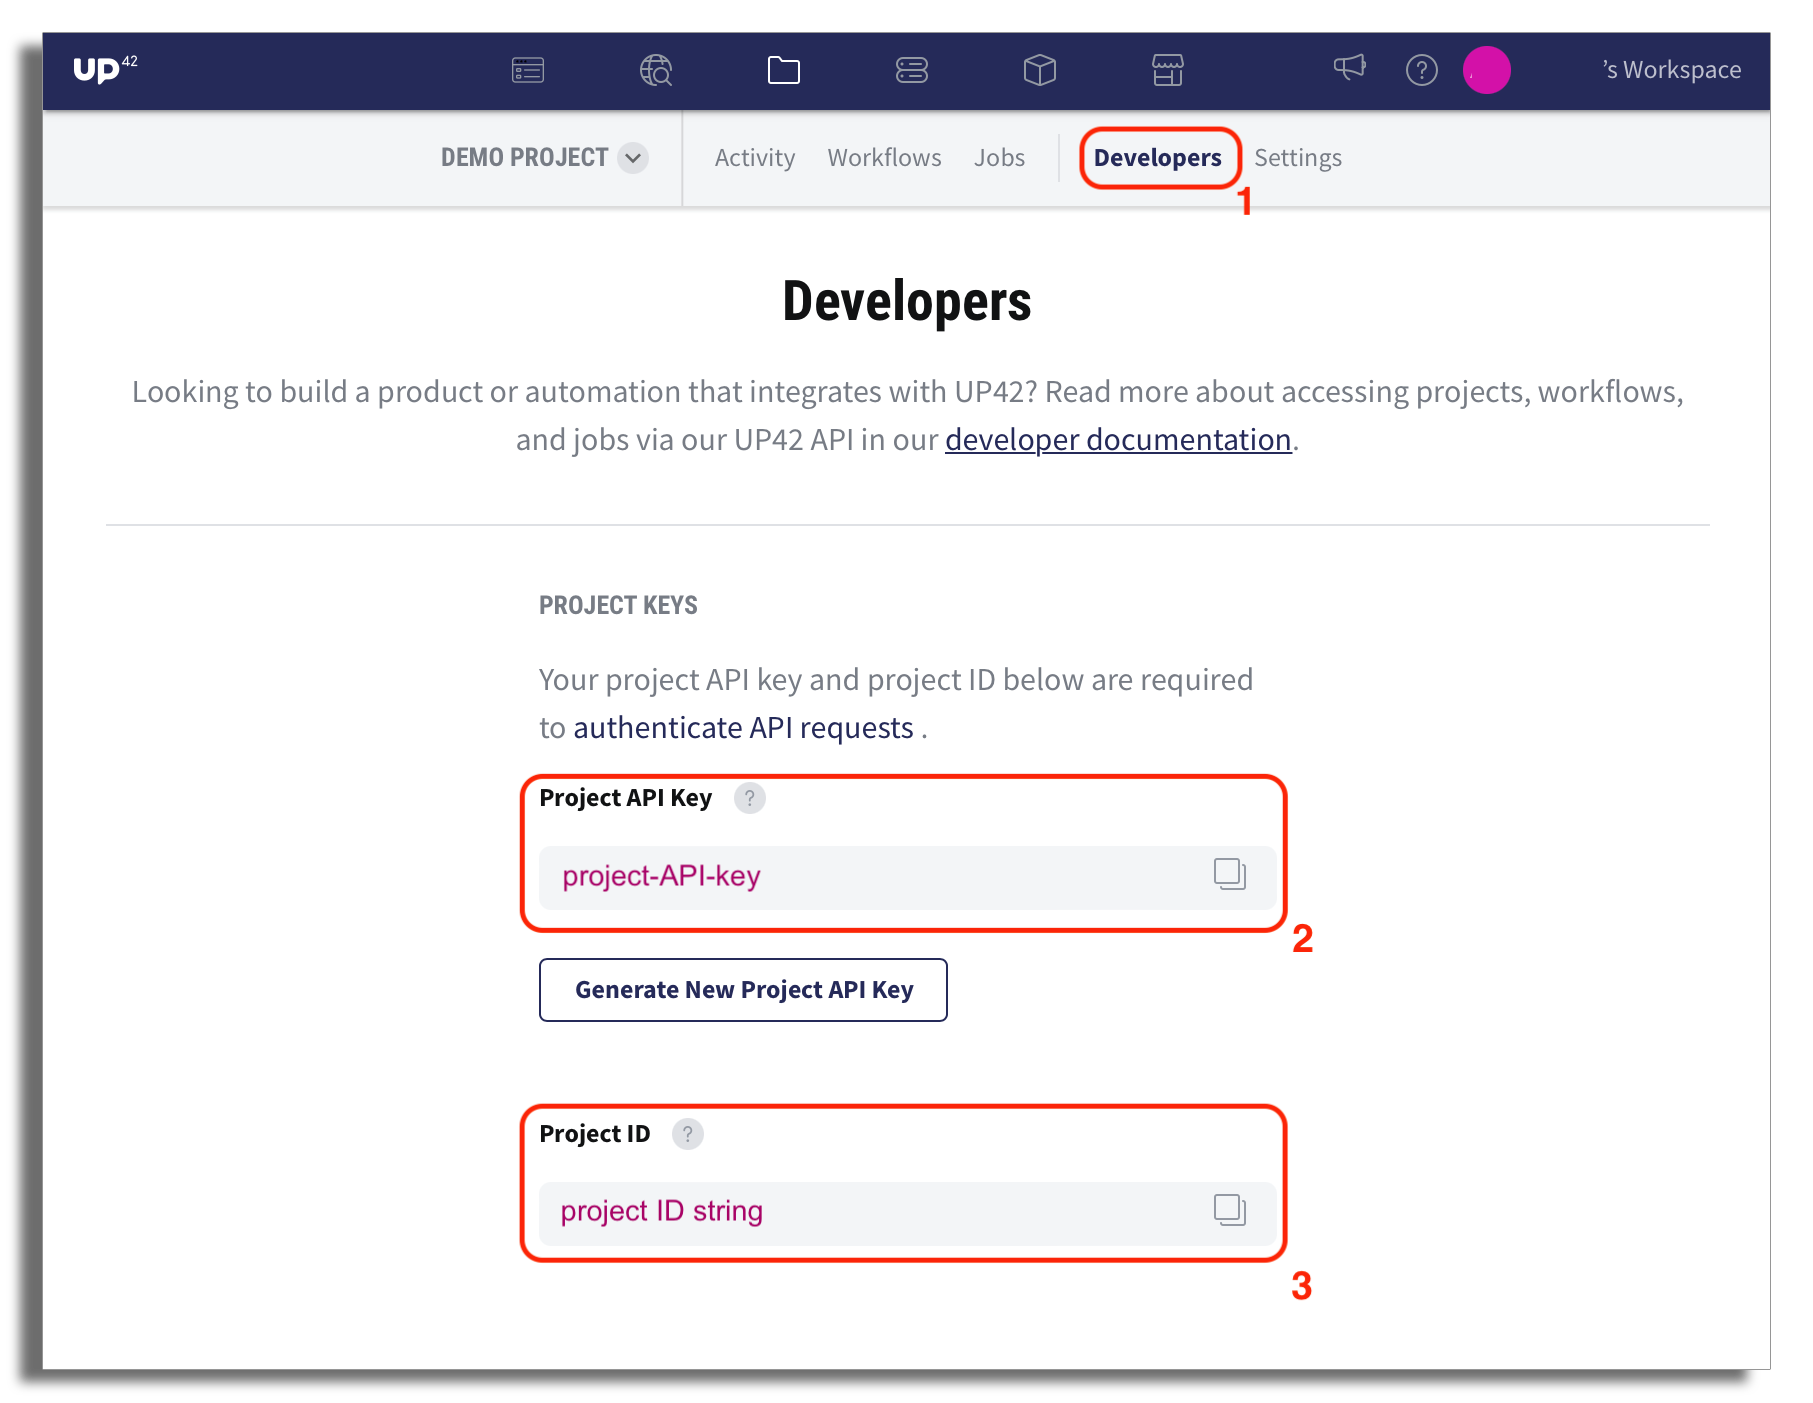 UP42
's Workspace
DEMO PROJECT
Activity Workflows Jobs Developers Settings
1
Developers
Looking to build a product or automation that integrates with UP42? Read more about accessing projects, workflows,
and jobs via our UP42 API in our developer documentation.
PROJECT KEYS
Your project API key and project ID below are required
to authenticate API requests .
Project API Key ?
project-API-key
2
Generate New Project API Key
Project ID ?
project ID string
3